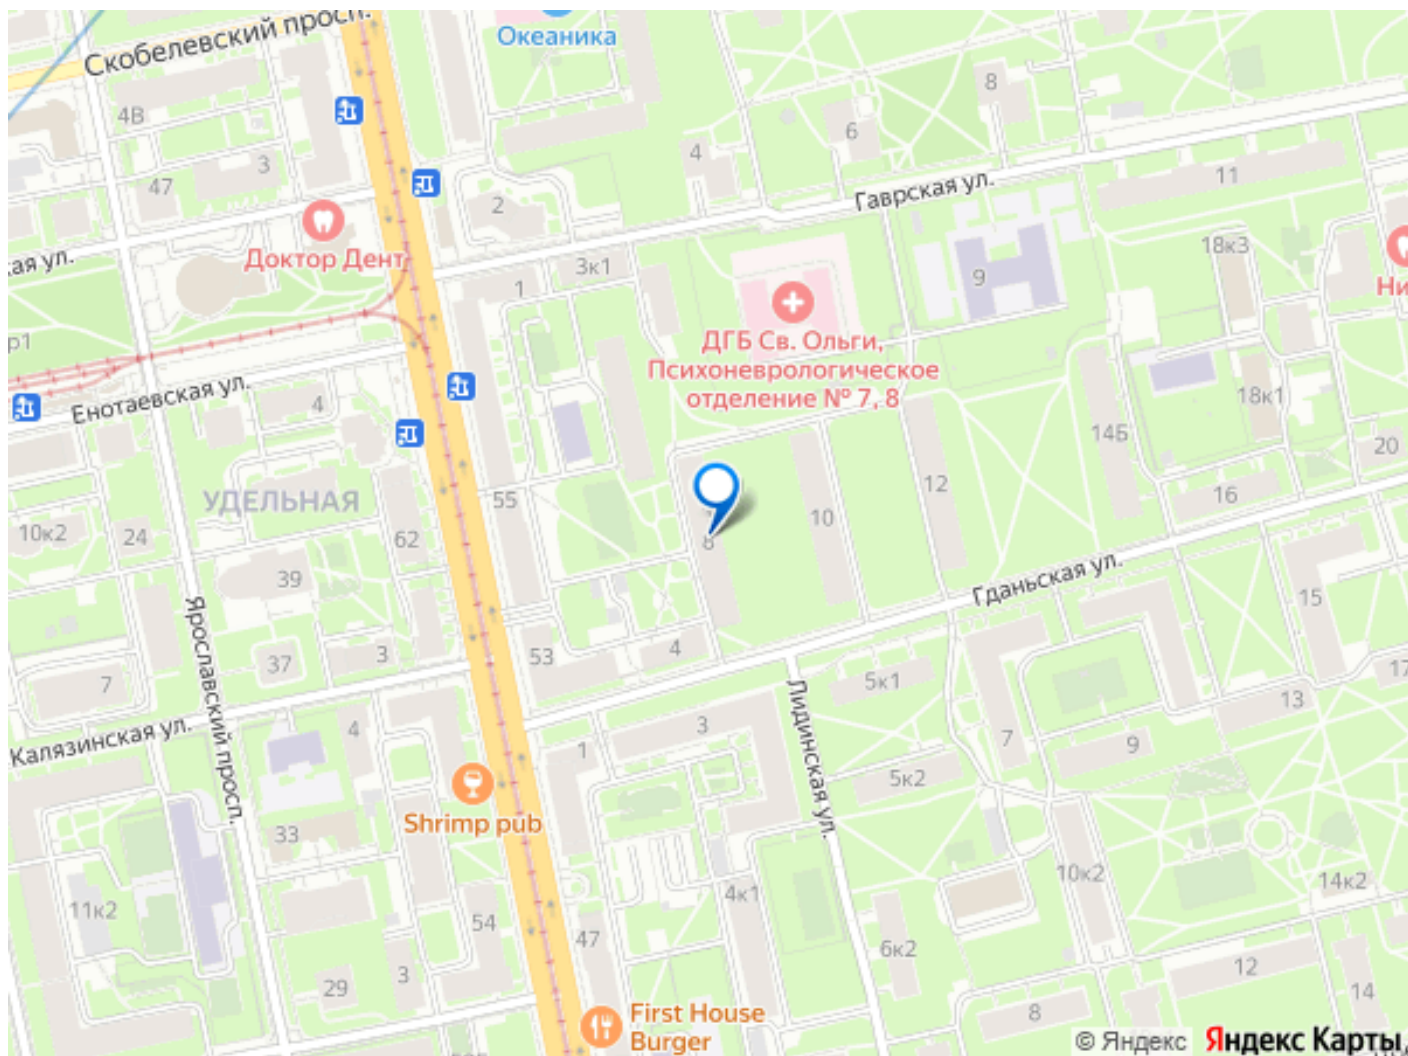 Скобелевский просп.
Океаника
4В
8
6
3
4
47
Гаврская ул.
11
2
Доктор Дент
кая ул.
3к1
18к3
9
1
Ни
р1
ДГБ Св. Ольги,
Психоневрологическое
отделение № 7, 8
Енотаевская ул.
4
18к1
14Б
20
УДЕЛЬНАЯ
55
12
16
10к2
24
62
8
10
39
Гданьская ул.
15
Ярославский просп.
37
3
53
4
7
5к1
17
Лидинская ул.
13
Калязинская ул.
4
1
3
7
9
5к2
Shrimp pub
33
10к2
4к1
14к2
11к2
54
47
6к2
12
3
29
14
First House
Burger
8
© Яндекс Яндекс Карты